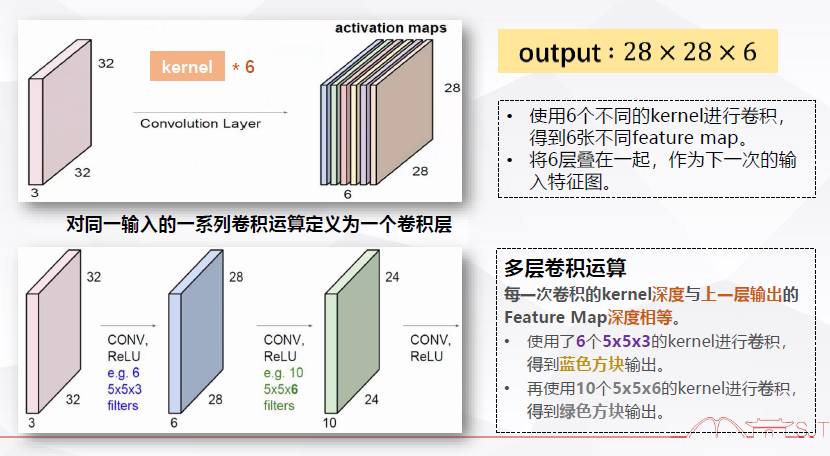 activation maps
32
kernel * 6
28
Convolution Layer
32
28
3
6
output：28 × 28 × 6
• 使用6个不同的kernel进行卷积，
得到6张不同feature map。
• 将6层叠在一起，作为下一次的输
入特征图。
对同一输入的一系列卷积运算定义为一个卷积层
32
28
24
CONV,
ReLU
e.g. 6
5x5x3
filters
CONV,
ReLU
e.g. 10
5x5x6
filters
CONV,
ReLU
32
28
24
3
6
10
多层卷积运算
每一次卷积的kernel深度与上一层输出的
Feature Map深度相等。
• 使用了6个5x5x3的kernel进行卷积，
得到蓝色方块输出。
• 再使用10个5x5x6的kernel进行卷积，
得到绿色方块输出。
SJT